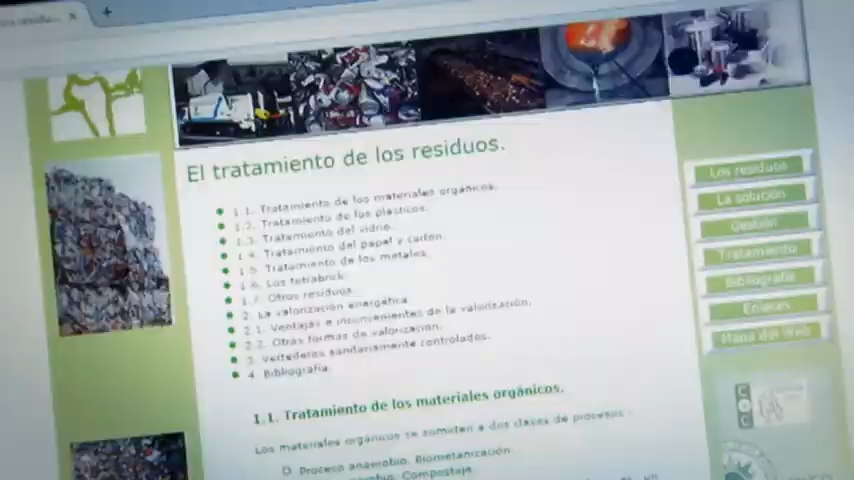 El tratamiento de los residuos.
1.1. Tratamiento de los materiales orgánicos.
1.2. Tratamiento de los plásticos.
1.3. Tratamiento del vidrio.
1.4. Tratamiento del papel y cartón.
1.5. Tratamiento de los metales.
1.6. Los tetrabrick.
1.7. Otros residuos.
2. La valorización energética.
2.1. Ventajas e inconvenientes de la valorización.
2.2. Otras formas de valorización.
3. Vertederos sanitariamente controlados.
4. Bibliografía.
1.1. Tratamiento de los materiales orgánicos.
Los materiales orgánicos se someten a dos clases de procesos :
Proceso anaerobio. Biometanización.
Compostaje.
Los residuos
La solución
Gestión
Tratamiento
Bibliografía
Enlaces
Mapa del Web